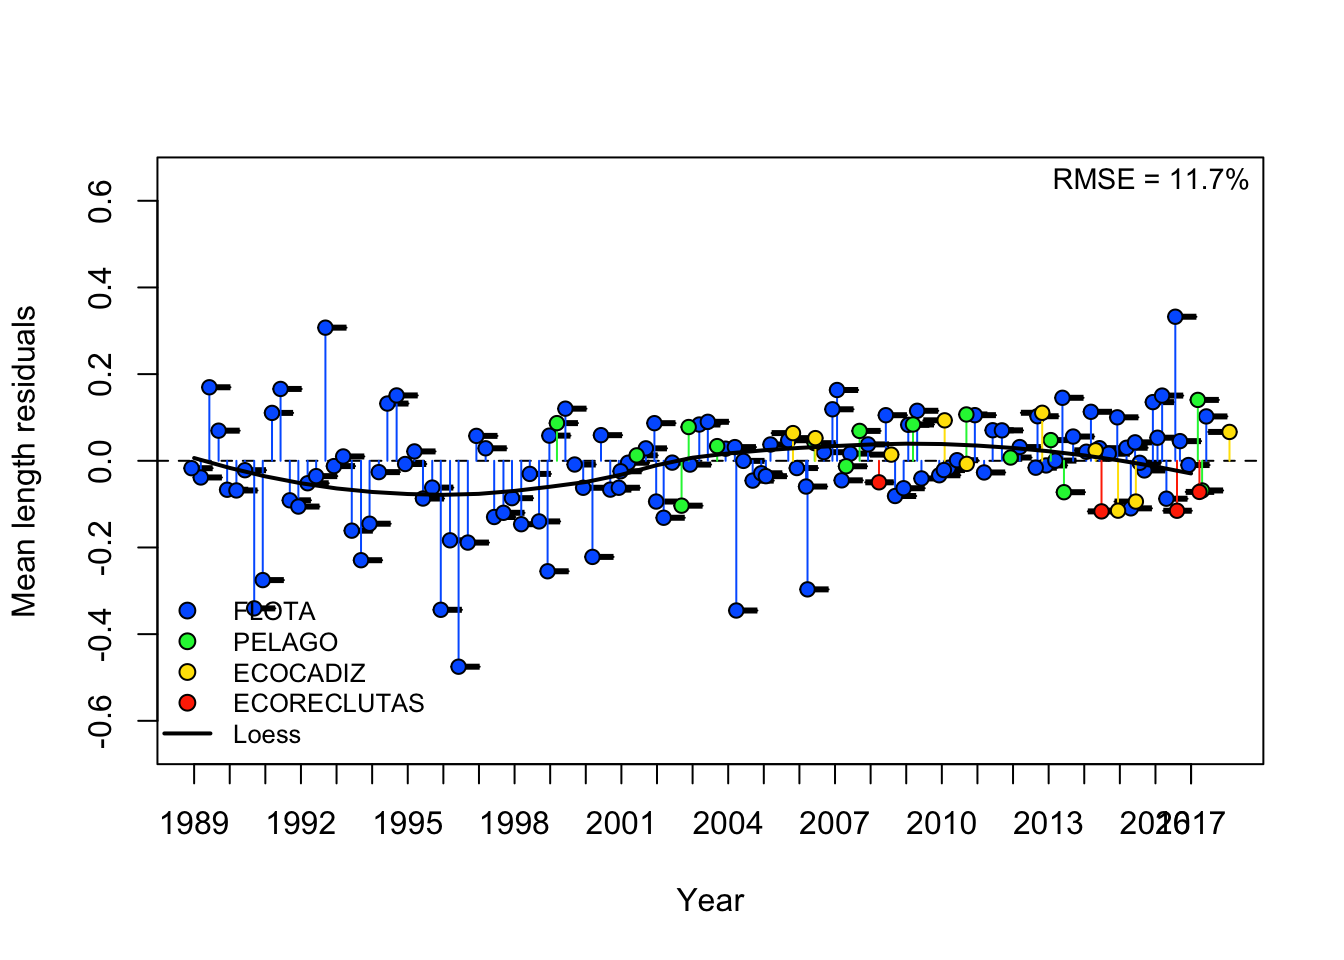 RMSE = 11.7%
Mean length residuals
0.6
0.4
0.2
0.0
-0.2
-0.4
-0.6
FLOTA
PELAGO
ECOCADIZ
ECORECLUTAS
Loess
1989 1992 1995 1998 2001 2004 2007 2010 2013 2016 2017
Year